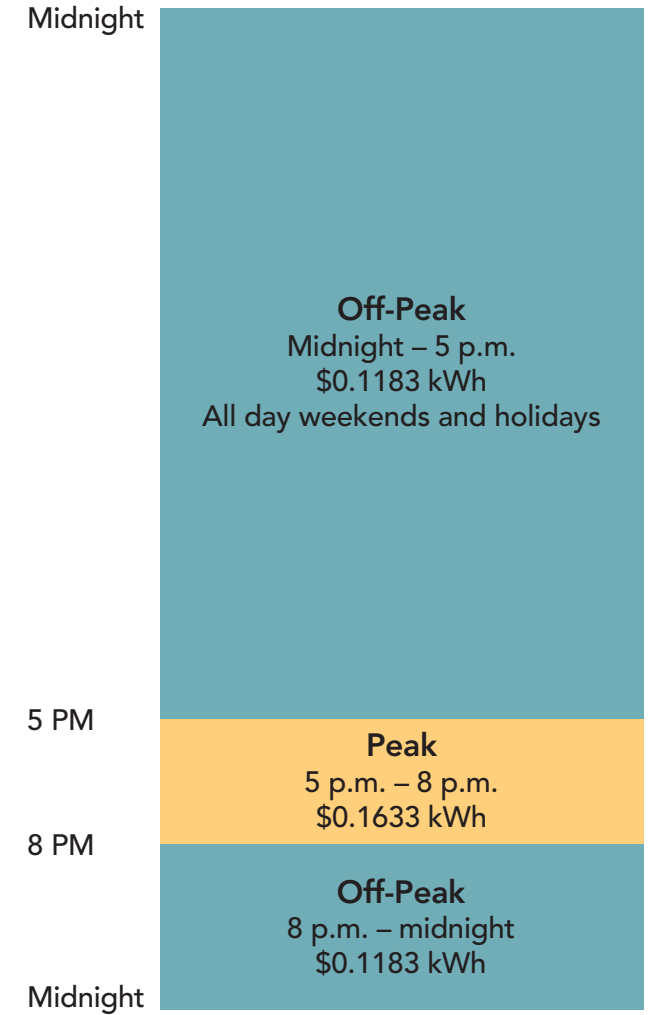 Midnight
Off-Peak
Midnight – 5 p.m.
$0.1183 kWh
All day weekends and holidays
5 PM
Peak
5 p.m. – 8 p.m.
$0.1633 kWh
8 PM
Off-Peak
8 p.m. – midnight
$0.1183 kWh
Midnight